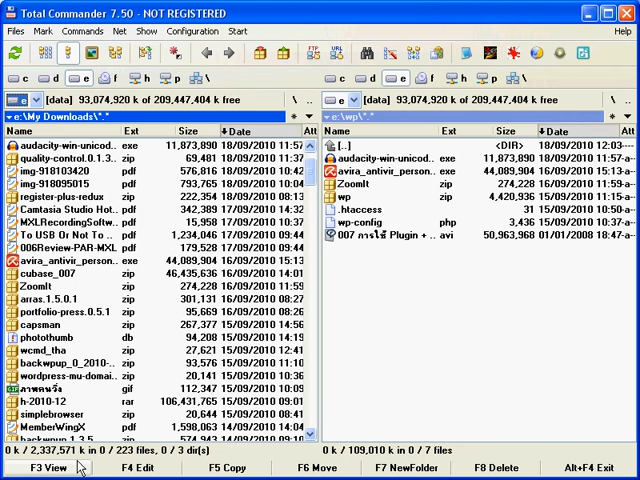 Total Commander 7.50 - NOT REGISTERED
Files Mark Commands Net Show Configuration Start Help
FTP URL
c d e f h p \ c d e f h p \
e [data] 93,074,920 k of 209,447,404 k free \ .. e [data] 93,074,920 k of 209,447,404 k free \ ..
e:\My Downloads\*.* * e:\wp\*.* *
Name Ext Size Date Att Name Ext Size Date Att
audacity-win-unicod.. exe 11,873,890 18/09/2010 11:57 [..] <DIR> 18/09/2010 12:03----
quality-control.0.1.3.. zip 69,481 18/09/2010 11:37 audacity-win-unicod.. exe 11,873,890 18/09/2010 11:57-a--
img-918103420 pdf 576,816 18/09/2010 10:42 avira_antivir_person.. exe 44,089,904 16/09/2010 15:13-a--
img-918095015 pdf 793,765 18/09/2010 10:04 ZoomIt zip 274,228 16/09/2010 11:59-a--
register-plus-redux zip 222,354 18/09/2010 08:13 wp zip 4,420,936 15/09/2010 11:15-a--
Camtasia Studio Hot.. pdf 342,389 17/09/2010 14:32 .htaccess 31 15/09/2010 10:50-a--
MXLRecordingSoftw.. pdf 15,958 17/09/2010 10:37 wp-config php 3,436 15/09/2010 10:37-a--
To USB Or Not To .. pdf 1,234,046 17/09/2010 09:44 007 การใช้ Plugin + .. avi 50,963,968 01/01/2008 18:47-a--
006Review-PAR-MXL pdf 179,528 17/09/2010 09:44
avira_antivir_person.. exe 44,089,904 16/09/2010 15:13
cubase_007 zip 46,435,636 16/09/2010 14:01
ZoomIt zip 274,228 16/09/2010 11:59
arras.1.5.0.1 zip 301,131 16/09/2010 08:27
portfolio-press.0.5.1 zip 95,669 16/09/2010 08:26
capsman zip 267,377 15/09/2010 14:56
photothumb db 94,208 15/09/2010 14:19
wcmd_tha zip 27,621 15/09/2010 12:41
backwpup_0_2010-.. zip 93,576 15/09/2010 11:10
wordpress-mu-domai.. zip 20,141 15/09/2010 10:36
ภาพคนวิ่ง gif 112,347 15/09/2010 10:09
h-2010-12 rar 106,431,765 15/09/2010 09:01
simplebrowser zip 20,644 15/09/2010 08:41
MemberWingX zip 1,598,063 14/09/2010 14:04
backwpup.1.3.5 zip 574,943 14/09/2010
0 k / 2,337,571 k in 0 / 223 files, 0 / 3 dir(s) 0 k / 109,010 k in 0 / 7 files
F3 View F4 Edit F5 Copy F6 Move F7 NewFolder F8 Delete Alt+F4 Exit